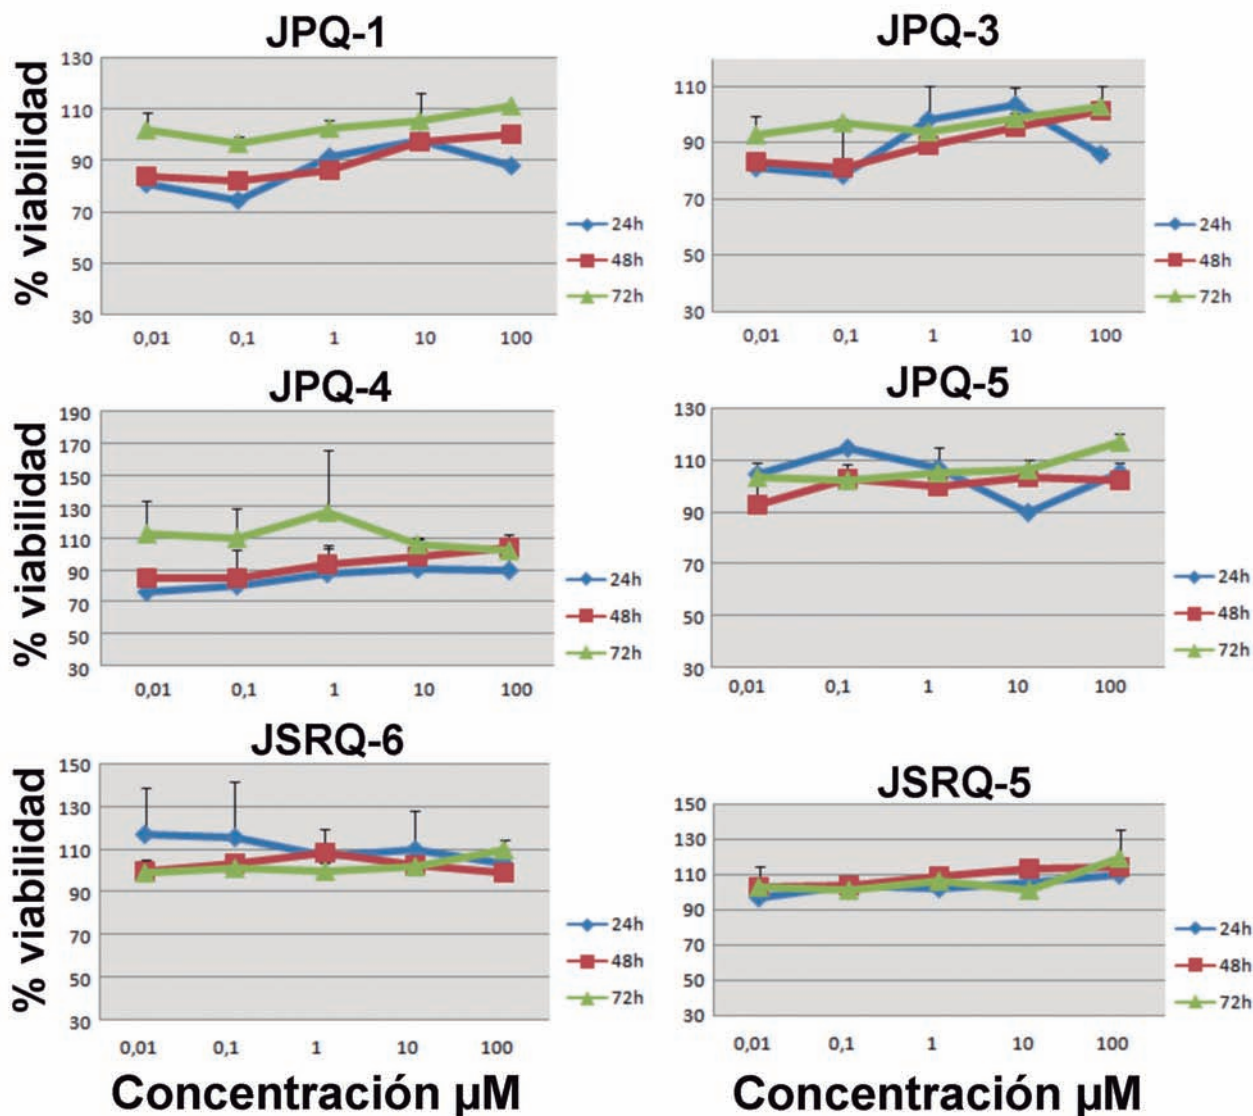 JPQ-1
% viabilidad
130
110
90
70
50
30
0,01 0,1 1 10 100
24h
48h
72h
JPQ-3
110
90
70
50
30
0,01 0,1 1 10 100
24h
48h
72h
JPQ-4
% viabilidad
190
170
150
130
110
90
70
50
30
0,01 0,1 1 10 100
24h
48h
72h
JPQ-5
130
110
90
70
50
30
0,01 0,1 1 10 100
24h
48h
72h
JSRQ-6
% viabilidad
150
130
110
90
70
50
30
0,01 0,1 1 10 100
24h
48h
72h
Concentración µM
JSRQ-5
150
130
110
90
70
50
30
0,01 0,1 1 10 100
24h
48h
72h
Concentración µM